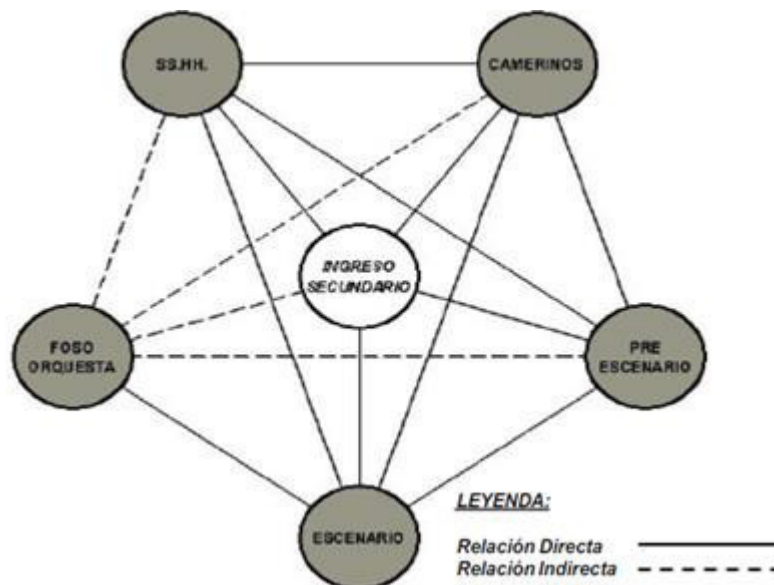 SS.HH.
CAMERINOS
INGRESO
SECUNDARIO
FOSO
ORQUESTA
PRE
ESCENARIO
ESCENARIO
LEYENDA:
Relación Directa
Relación Indirecta